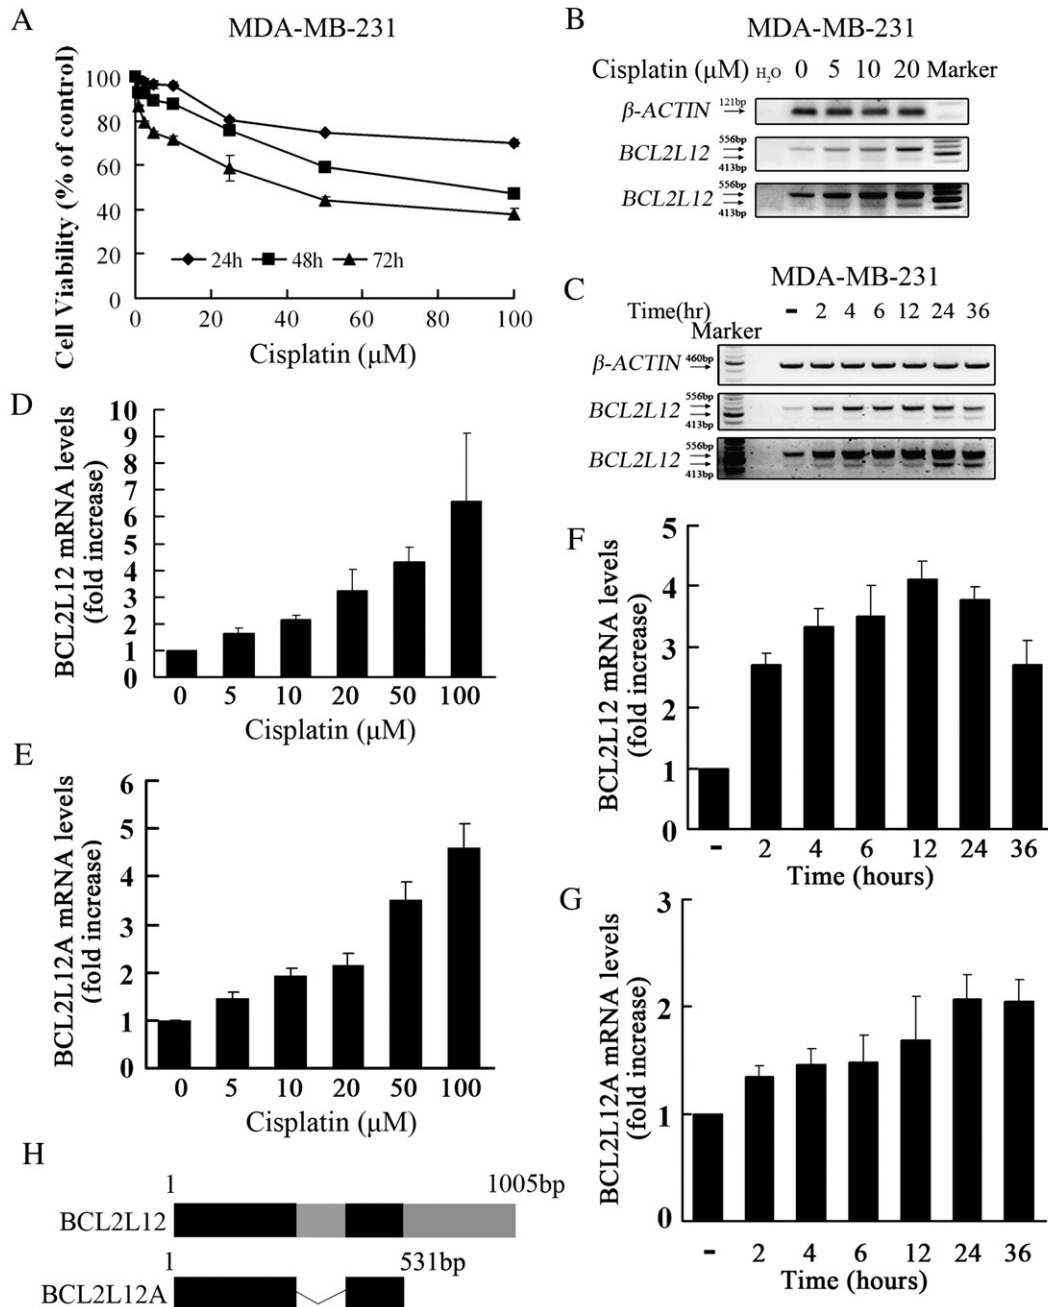 A
MDA-MB-231
Cell Viability (% of control)
100
80
60
40
20
0
24h 48h 72h
0 20 40 60 80 100
Cisplatin (μM)
B
MDA-MB-231
Cisplatin (μM) H₂O 0 5 10 20 Marker
β-ACTIN 121bp
BCL2L12 556bp
413bp
BCL2L12 556bp
413bp
C
MDA-MB-231
Time(hr) - 2 4 6 12 24 36
Marker
β-ACTIN 460bp
BCL2L12 556bp
413bp
BCL2L12 556bp
413bp
D
BCL2L12 mRNA levels
(fold increase)
10
9
8
7
6
5
4
3
2
1
0
0 5 10 20 50 100
Cisplatin (μM)
E
BCL2L12A mRNA levels
(fold increase)
6
5
4
3
2
1
0
0 5 10 20 50 100
Cisplatin (μM)
F
BCL2L12 mRNA levels
(fold increase)
5
4
3
2
1
0
- 2 4 6 12 24 36
Time (hours)
G
BCL2L12A mRNA levels
(fold increase)
3
2
1
0
- 2 4 6 12 24 36
Time (hours)
H
1 1005bp
BCL2L12
1 531bp
BCL2L12A